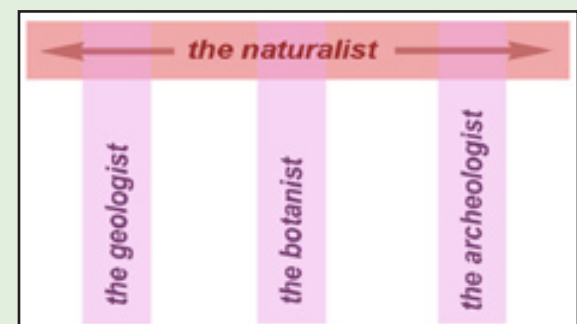 the naturalist
the geologist
the botanist
the archeologist